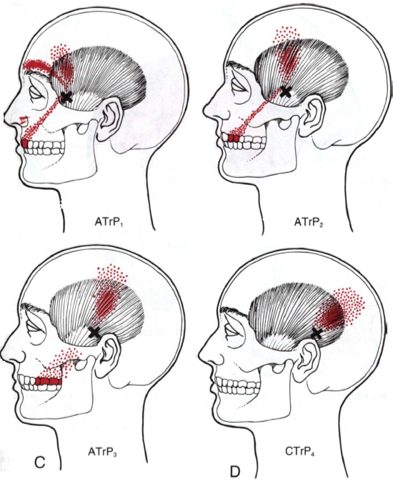 ATrP₁
ATrP₂
ATrP₃
CTrP₄
C
D